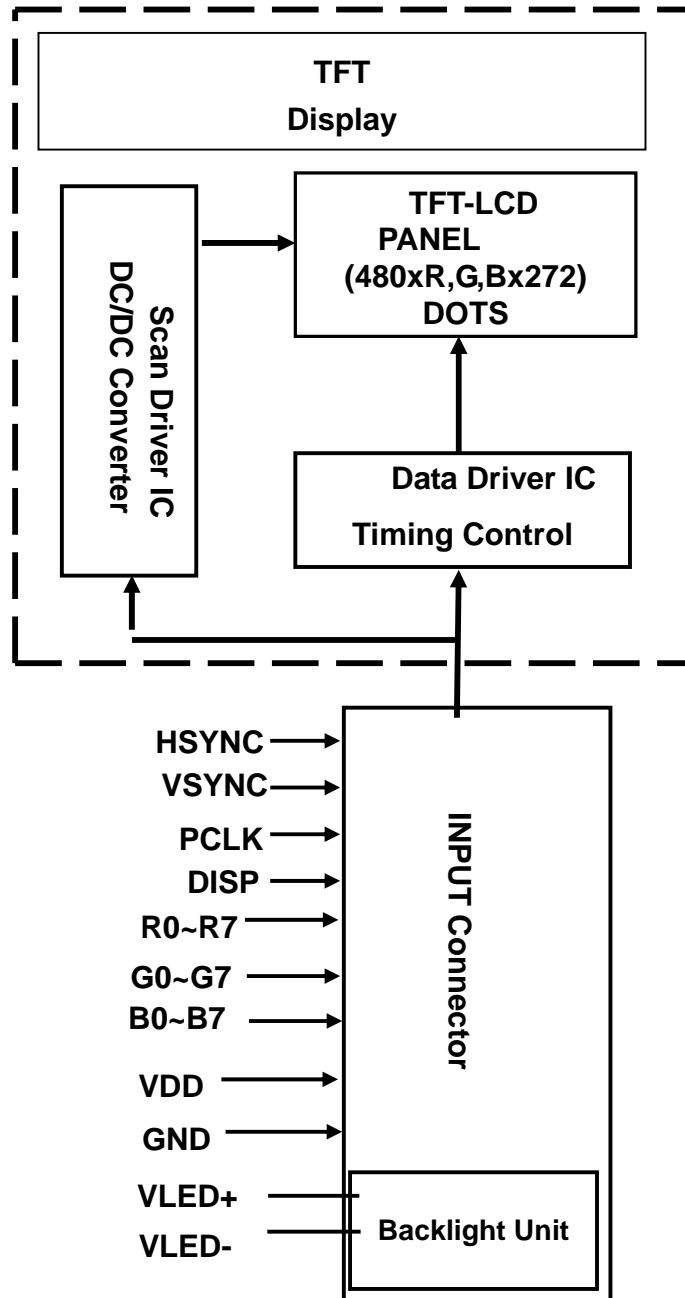 TFT
Display
TFT-LCD
PANEL
(480xR,G,Bx272)
DOTS
Scan Driver IC
DC/DC Converter
Data Driver IC
Timing Control
HSYNC
VSYNC
PCLK
DISP
R0~R7
G0~G7
B0~B7
VDD
GND
VLED+
VLED-
INPUT Connector
Backlight Unit